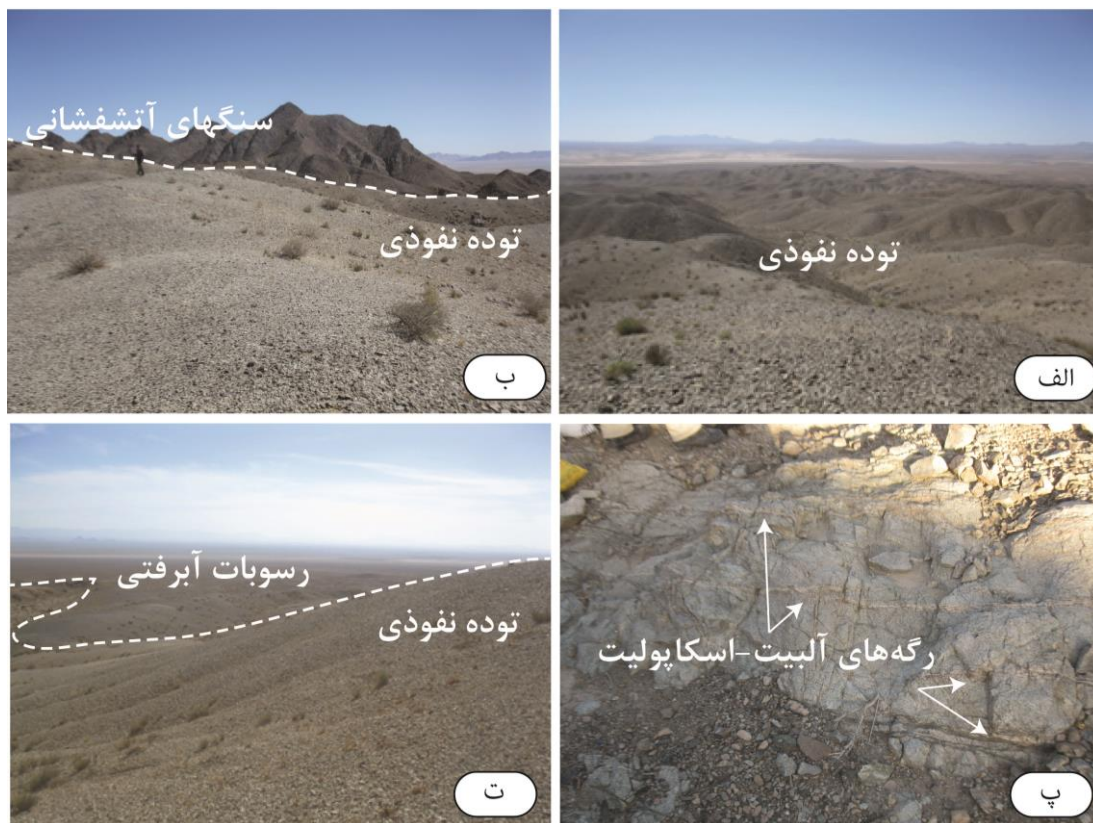 توده نفوذی
الف
سنگهای آتشفشانی
توده نفوذی
ب
رگه‌های آلبیت-اسکاپولیت
پ
رسوبات آبرفتی
توده نفوذی
ت